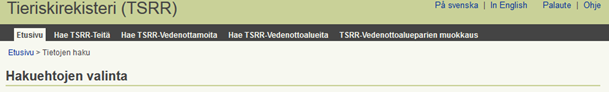 Tieriskirekisteri (TSRR)
På svenska | In English Palaute | Ohje
Etusivu Hae TSRR-Teitä Hae TSRR-Vedenottamoita Hae TSRR-Vedenottoalueita TSRR-Vedenottoalueparien muokkaus
Etusivu > Tietojen haku
Hakuehtojen valinta